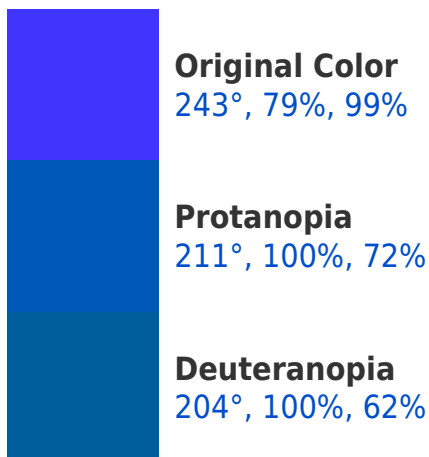 Original Color
243°, 79%, 99%
Protanopia
211°, 100%, 72%
Deuteranopia
204°, 100%, 62%